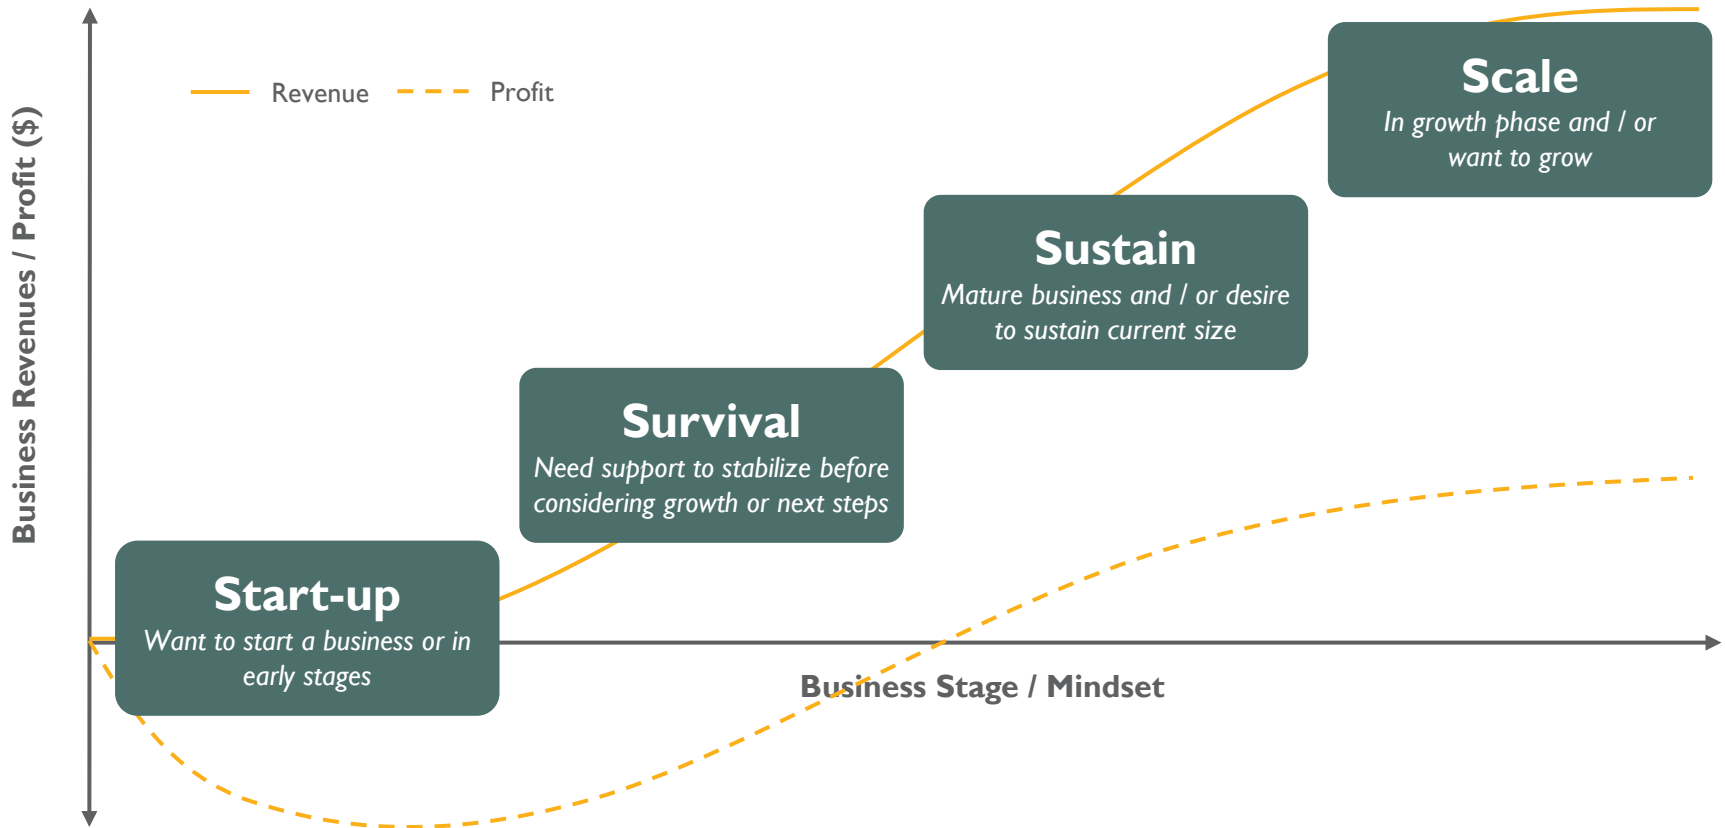 Revenue
Profit
Business Revenues / Profit ($)
Scale
In growth phase and / or
want to grow
Sustain
Mature business and / or desire
to sustain current size
Survival
Need support to stabilize before
considering growth or next steps
Start-up
Want to start a business or in
early stages
Business Stage / Mindset